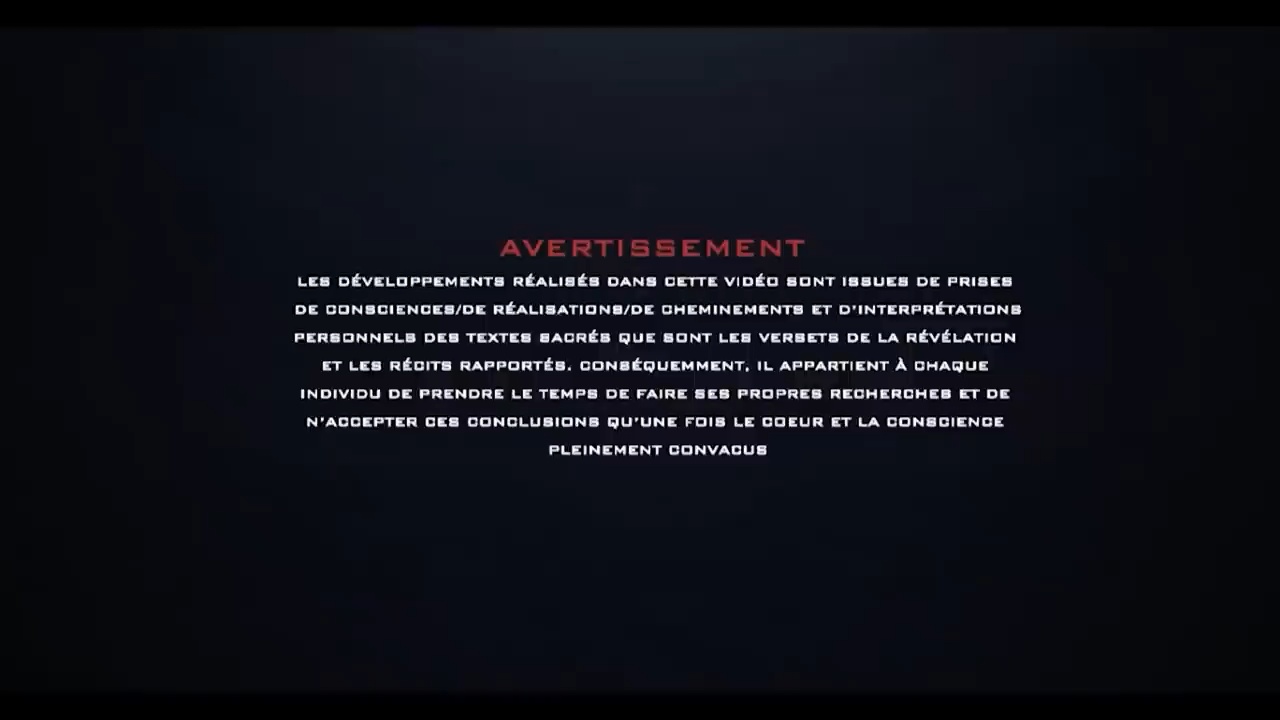 AVERTISSEMENT
LES DÉVELOPPEMENTS RÉALISÉS DANS CETTE VIDÉO SONT ISSUES DE PRISES
DE CONSCIENCES/DE RÉALISATIONS/DE CHEMINEMENTS ET D'INTERPRÉTATIONS
PERSONNELS DES TEXTES SACRÉS QUE SONT LES VERSETS DE LA RÉVÉLATION
ET LES RÉCITS RAPPORTÉS. CONSÉQUEMMENT, IL APPARTIENT À CHAQUE
INDIVIDU DE PRENDRE LE TEMPS DE FAIRE SES PROPRES RECHERCHES ET DE
N'ACCEPTER CES CONCLUSIONS QU'UNE FOIS LE COEUR ET LA CONSCIENCE
PLEINEMENT CONVACUS